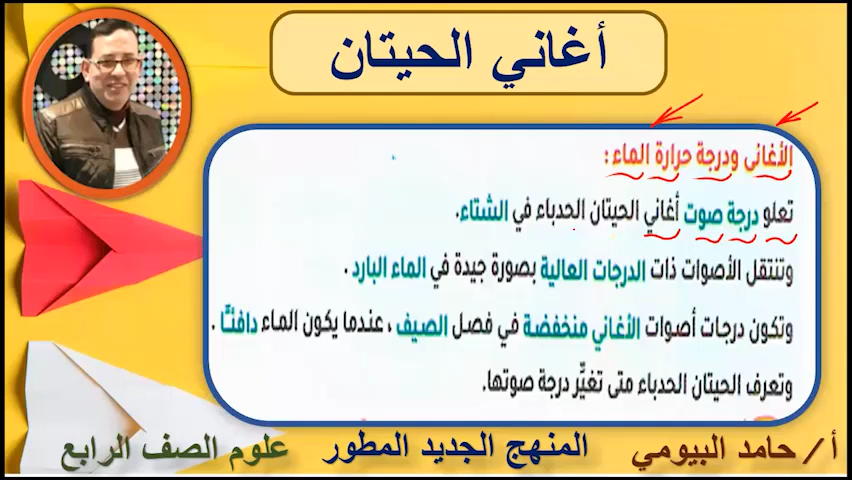 أغاني الحيتان
الأغانى ودرجة حرارة الماء :
تعلو درجة صوت أغاني الحيتان الحدباء في الشتاء.
وتنتقل الأصوات ذات الدرجات العالية بصورة جيدة في الماء البارد .
وتكون درجات أصوات الأغاني منخفضة في فصل الصيف ، عندما يكون الماء دافئًا .
وتعرف الحيتان الحدباء متى تغيِّر درجة صوتها.
أ/ حامد البيومي المنهج الجديد المطور علوم الصف الرابع